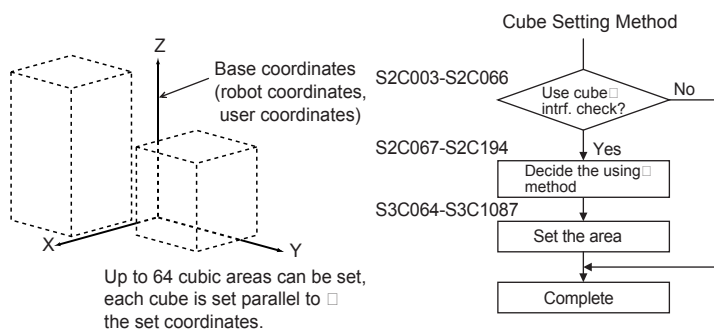 Z
Base coordinates
(robot coordinates,
user coordinates)
X
Y
Up to 64 cubic areas can be set,
each cube is set parallel to □
the set coordinates.
Cube Setting Method
S2C003-S2C066
Use cube□
intrf. check?
No
Yes
S2C067-S2C194
Decide the using□
method
S3C064-S3C1087
Set the area
Complete